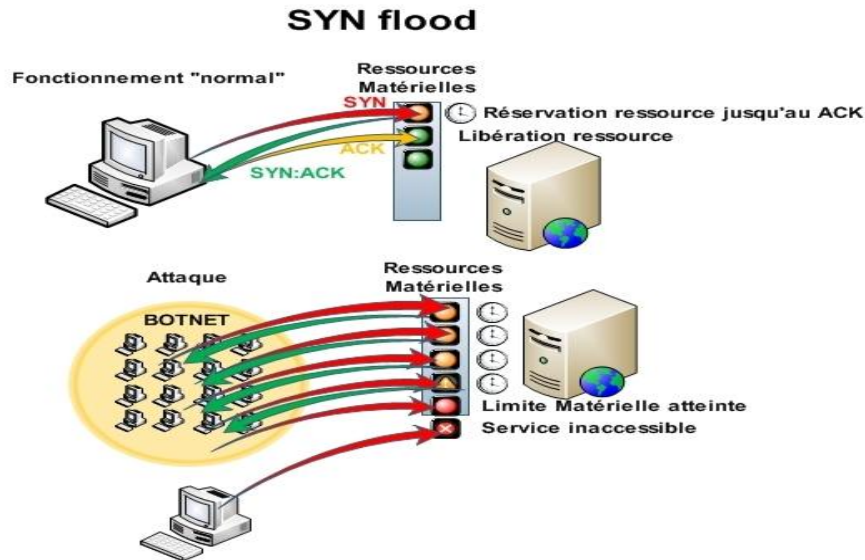 SYN flood
Fonctionnement "normal"
Ressources
Matérielles
SYN
Réservation ressource jusqu'au ACK
Libération ressource
ACK
SYN:ACK
Attaque
Ressources
Matérielles
BOTNET
Limite Matérielle atteinte
Service inaccessible